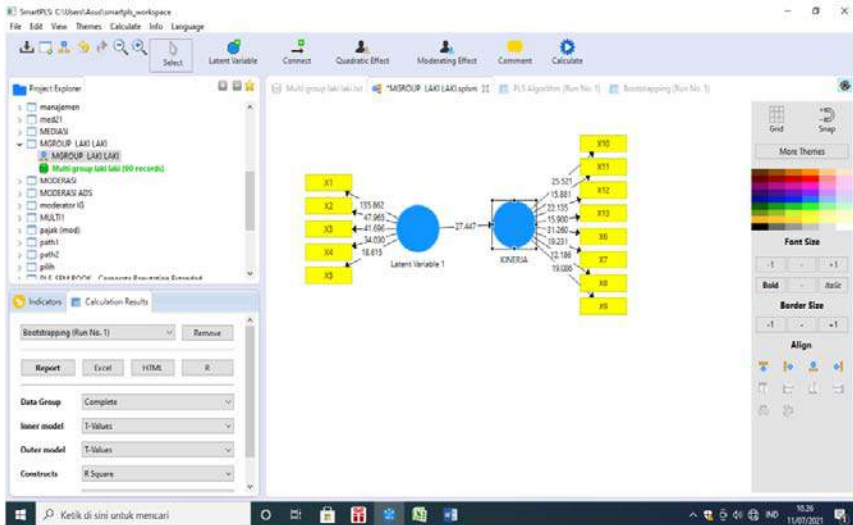 SmartPLS: C:\Users\Asus\smartpls_workspace
File Edit View Themes Calculate Info Language
Select
Latent Variable
Connect
Quadratic Effect
Moderating Effect
Comment
Calculate
Project Explorer
manajemen
med21
MEDIASI
MGROUP LAKI LAKI
MGROUP LAKI LAKI
Multi group laki laki (90 records)
MODERASI
MODERASI ADS
moderator IG
MULTI1
pajak (mod)
path1
path2
pilih
Indicators
Calculation Results
Bootstrapping (Run No. 1)
Remove
Report
Excel
HTML
R
Data Group
Complete
Inner model
T-Values
Outer model
T-Values
Constructs
R Square
Multi group laki laki.txt
*MGROUP LAKI LAKI.splsm
PLS Algorithm (Run No. 1)
Bootstrapping (Run No. 1)
X1
X2
X3
X4
X5
135.862
47.965
41.696
34.030
18.615
Latent Variable 1
27.447
KINERJA
25.521
15.881
22.135
15.900
31.260
19.231
12.186
19.086
X10
X11
X12
X13
X6
X7
X8
X9
Grid
Snap
More Themes
Font Size
-1
-
+1
Bold
-
Italic
Border Size
-1
-
+1
Align
Ketik di sini untuk mencari
IND
10.26
11/07/2021